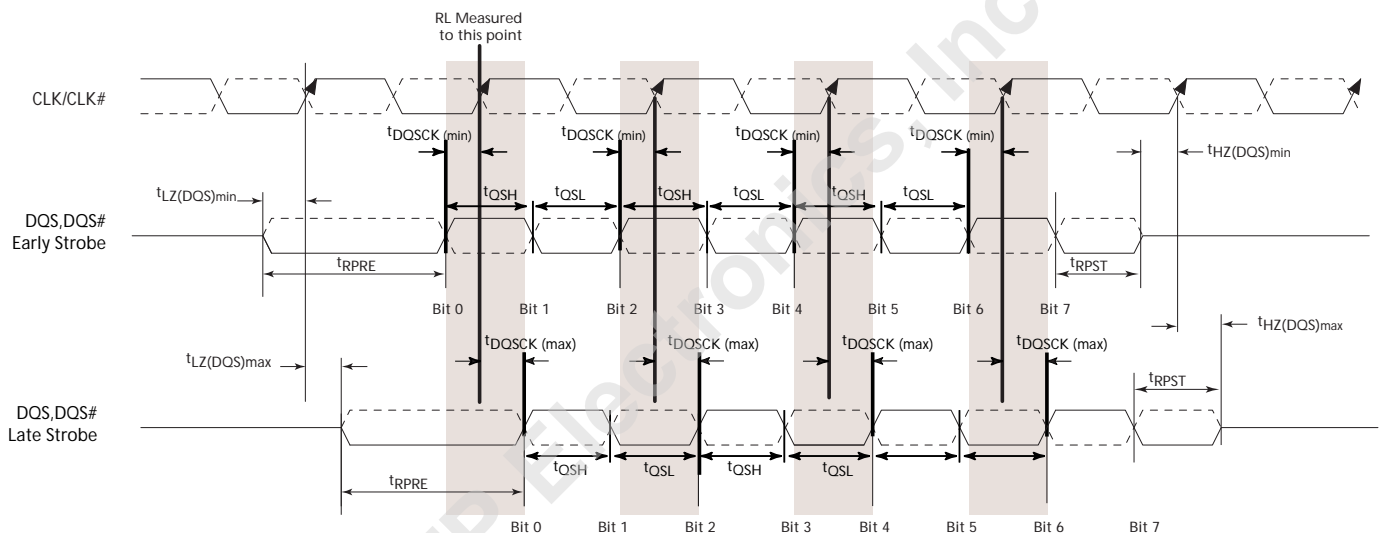 RL Measured
to this point
CLK/CLK#
tDQSCK (min) tDQSCK (min) tDQSCK (min) tDQSCK (min)
tHZ(DQS)min
tLZ(DQS)min
tQSH tQSL tQSH tQSL tQSH tQSL
DQS,DQS#
Early Strobe
tRPRE
tRPST
Bit 0 Bit 1 Bit 2 Bit 3 Bit 4 Bit 5 Bit 6 Bit 7
tHZ(DQS)max
tLZ(DQS)max
tDQSCK (max) tDQSCK (max) tDQSCK (max) tDQSCK (max)
tRPST
DQS,DQS#
Late Strobe
tQSH tQSL tQSH tQSL
tRPRE
Bit 0 Bit 1 Bit 2 Bit 3 Bit 4 Bit 5 Bit 6 Bit 7
Electronics, Inc